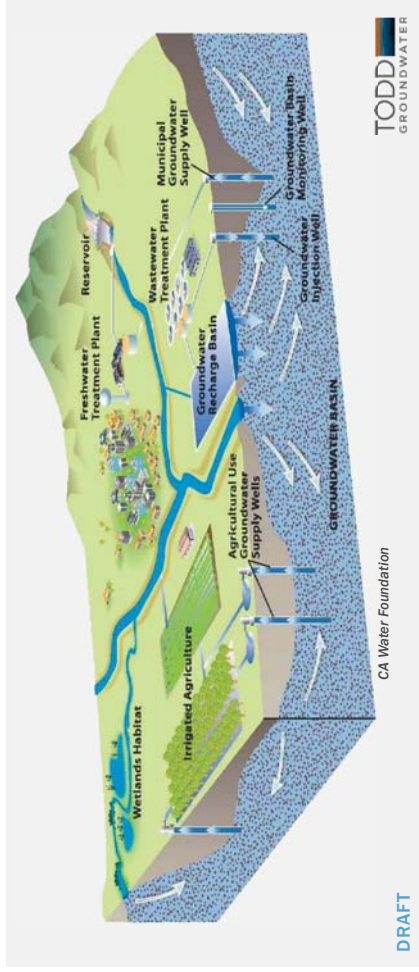 Reservoir
Freshwater
Treatment Plant
Wastewater
Treatment Plant
Municipal
Groundwater
Supply Well
Wetlands Habitat
Irrigated Agriculture
Agricultural Use
Groundwater
Supply Wells
Groundwater
Recharge Basin
Groundwater
Injection Well
Groundwater Basin
Monitoring Well
GROUNDWATER BASIN
CA Water Foundation
DRAFT
TODD
GROUNDWATER